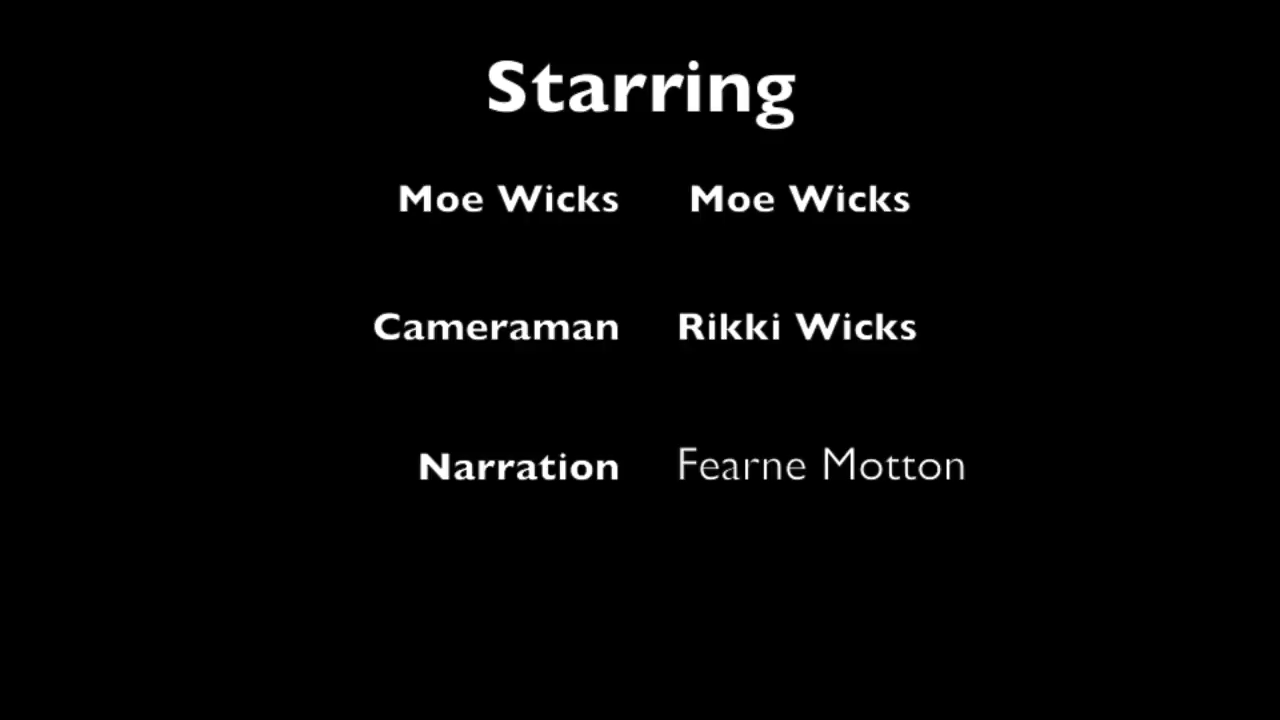 Starring
Moe Wicks Moe Wicks
Cameraman Rikki Wicks
Narration Fearne Motton